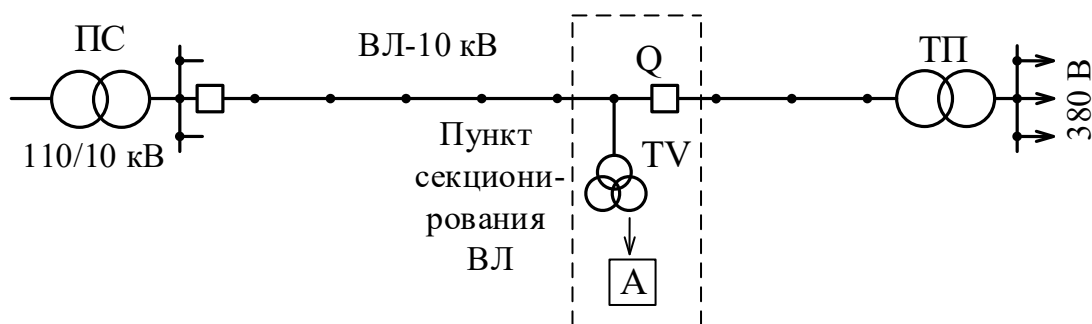 ПС
ВЛ-10 кВ
Q
ТП
380 В
110/10 кВ
Пункт
секциони-
рования
ВЛ
TV
А